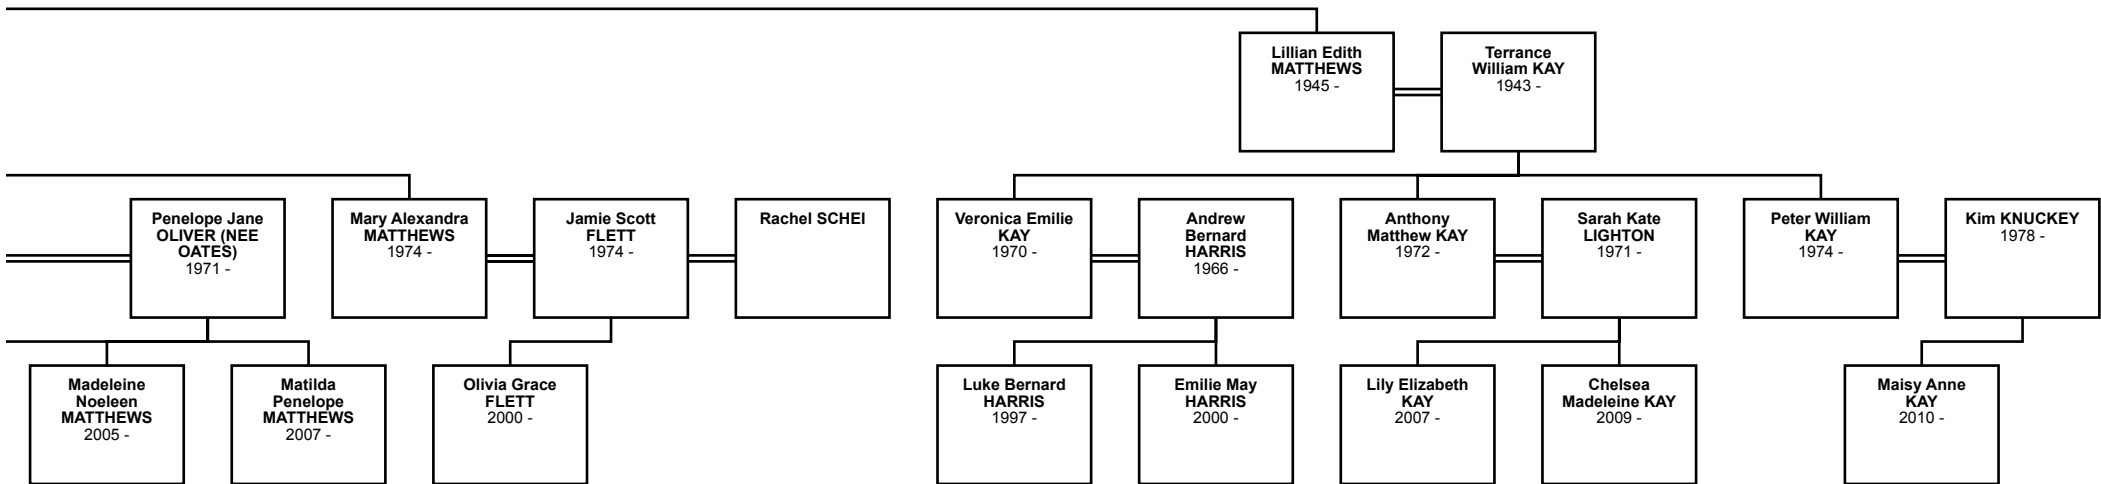 Lillian Edith
MATTHEWS
1945 -
Terrance
William KAY
1943 -
Penelope Jane
OLIVER (NEE
OATES)
1971 -
Mary Alexandra
MATTHEWS
1974 -
Jamie Scott
FLETT
1974 -
Rachel SCHEI
Veronica Emilie
KAY
1970 -
Andrew
Bernard
HARRIS
1966 -
Anthony
Matthew KAY
1972 -
Sarah Kate
LIGHTON
1971 -
Peter William
KAY
1974 -
Kim KNUCKEY
1978 -
Madeleine
Noeleen
MATTHEWS
2005 -
Matilda
Penelope
MATTHEWS
2007 -
Olivia Grace
FLETT
2000 -
Luke Bernard
HARRIS
1997 -
Emilie May
HARRIS
2000 -
Lily Elizabeth
KAY
2007 -
Chelsea
Madeleine KAY
2009 -
Maisy Anne
KAY
2010 -